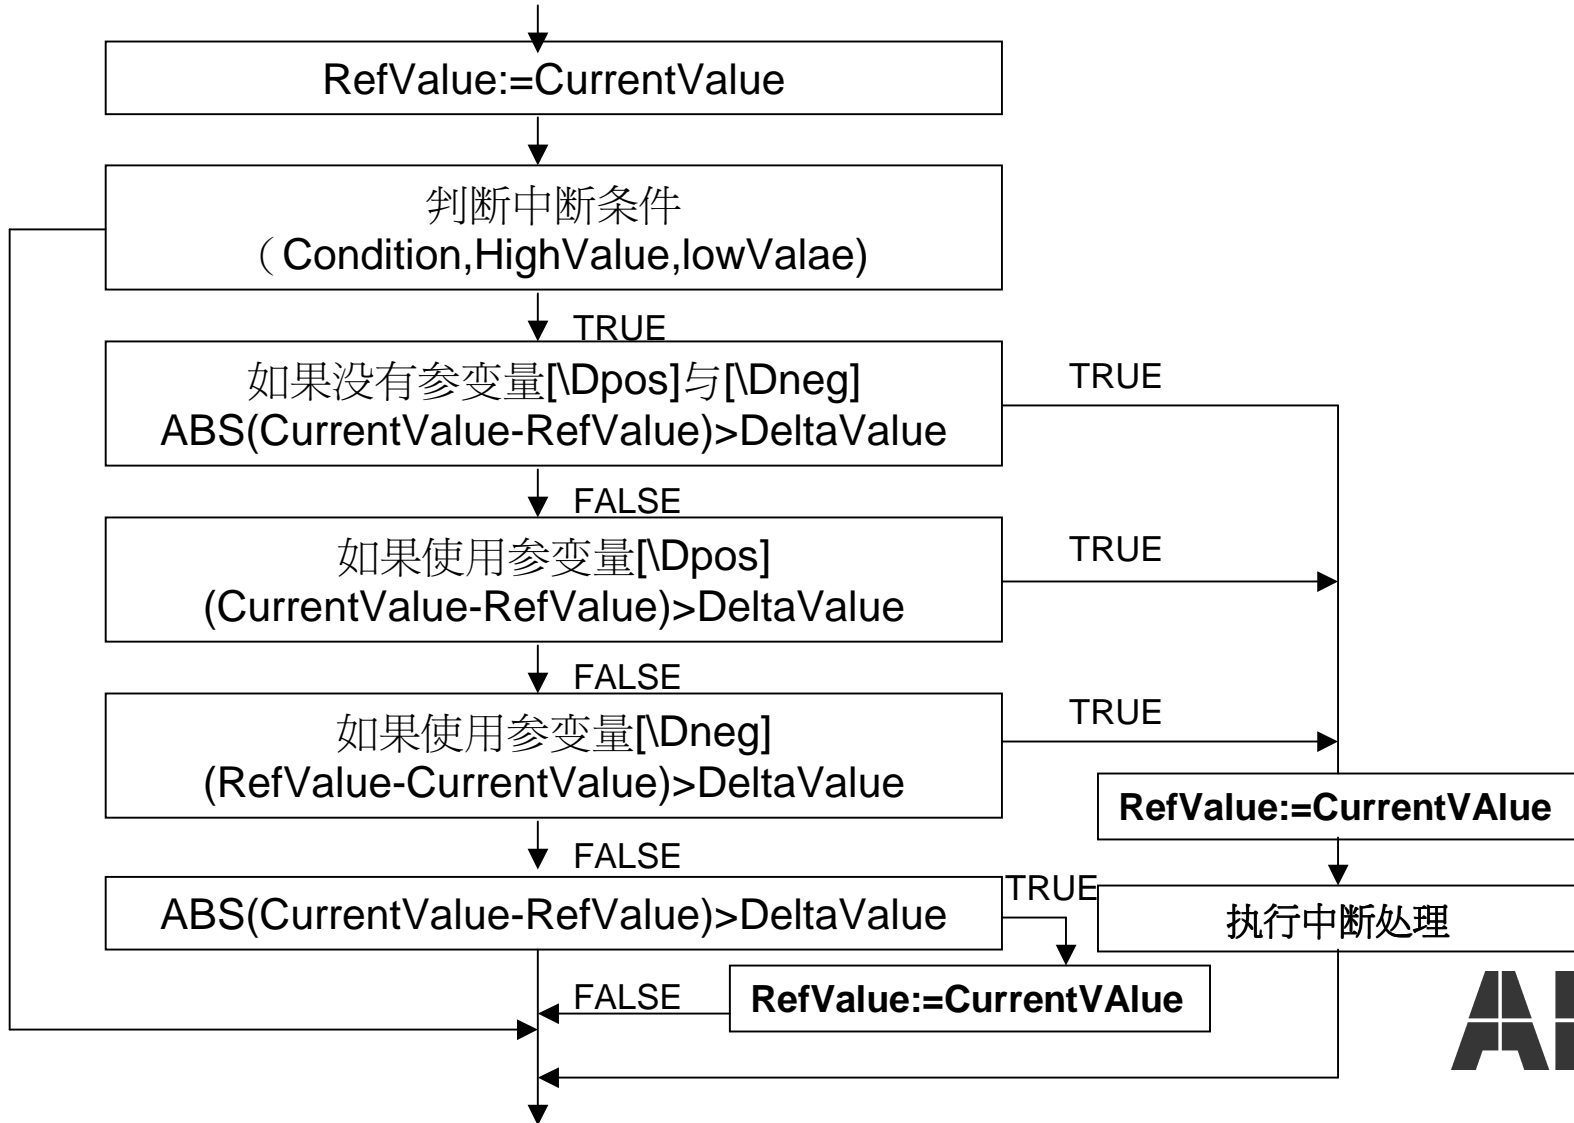 RefValue:=CurrentValue
判断中断条件
（Condition,HighValue,lowValae)
TRUE
如果没有参变量[\Dpos]与[\Dneg]
ABS(CurrentValue-RefValue)>DeltaValue
TRUE
FALSE
如果使用参变量[\Dpos]
(CurrentValue-RefValue)>DeltaValue
TRUE
FALSE
如果使用参变量[\Dneg]
(RefValue-CurrentValue)>DeltaValue
TRUE
RefValue:=CurrentVAlue
FALSE
ABS(CurrentValue-RefValue)>DeltaValue
TRUE
执行中断处理
FALSE
RefValue:=CurrentVAlue